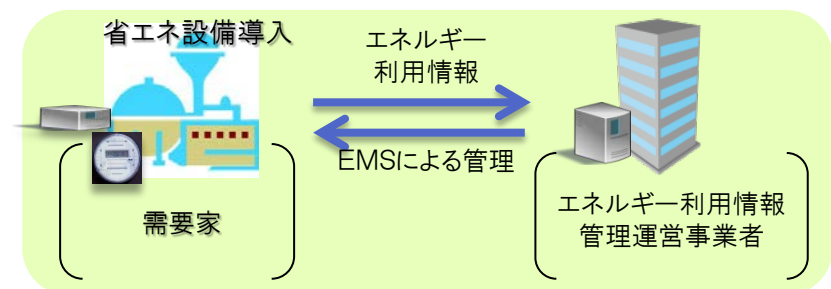 省エネ設備導入
エネルギー
利用情報
EMSによる管理
需要家
エネルギー利用情報
管理運営事業者